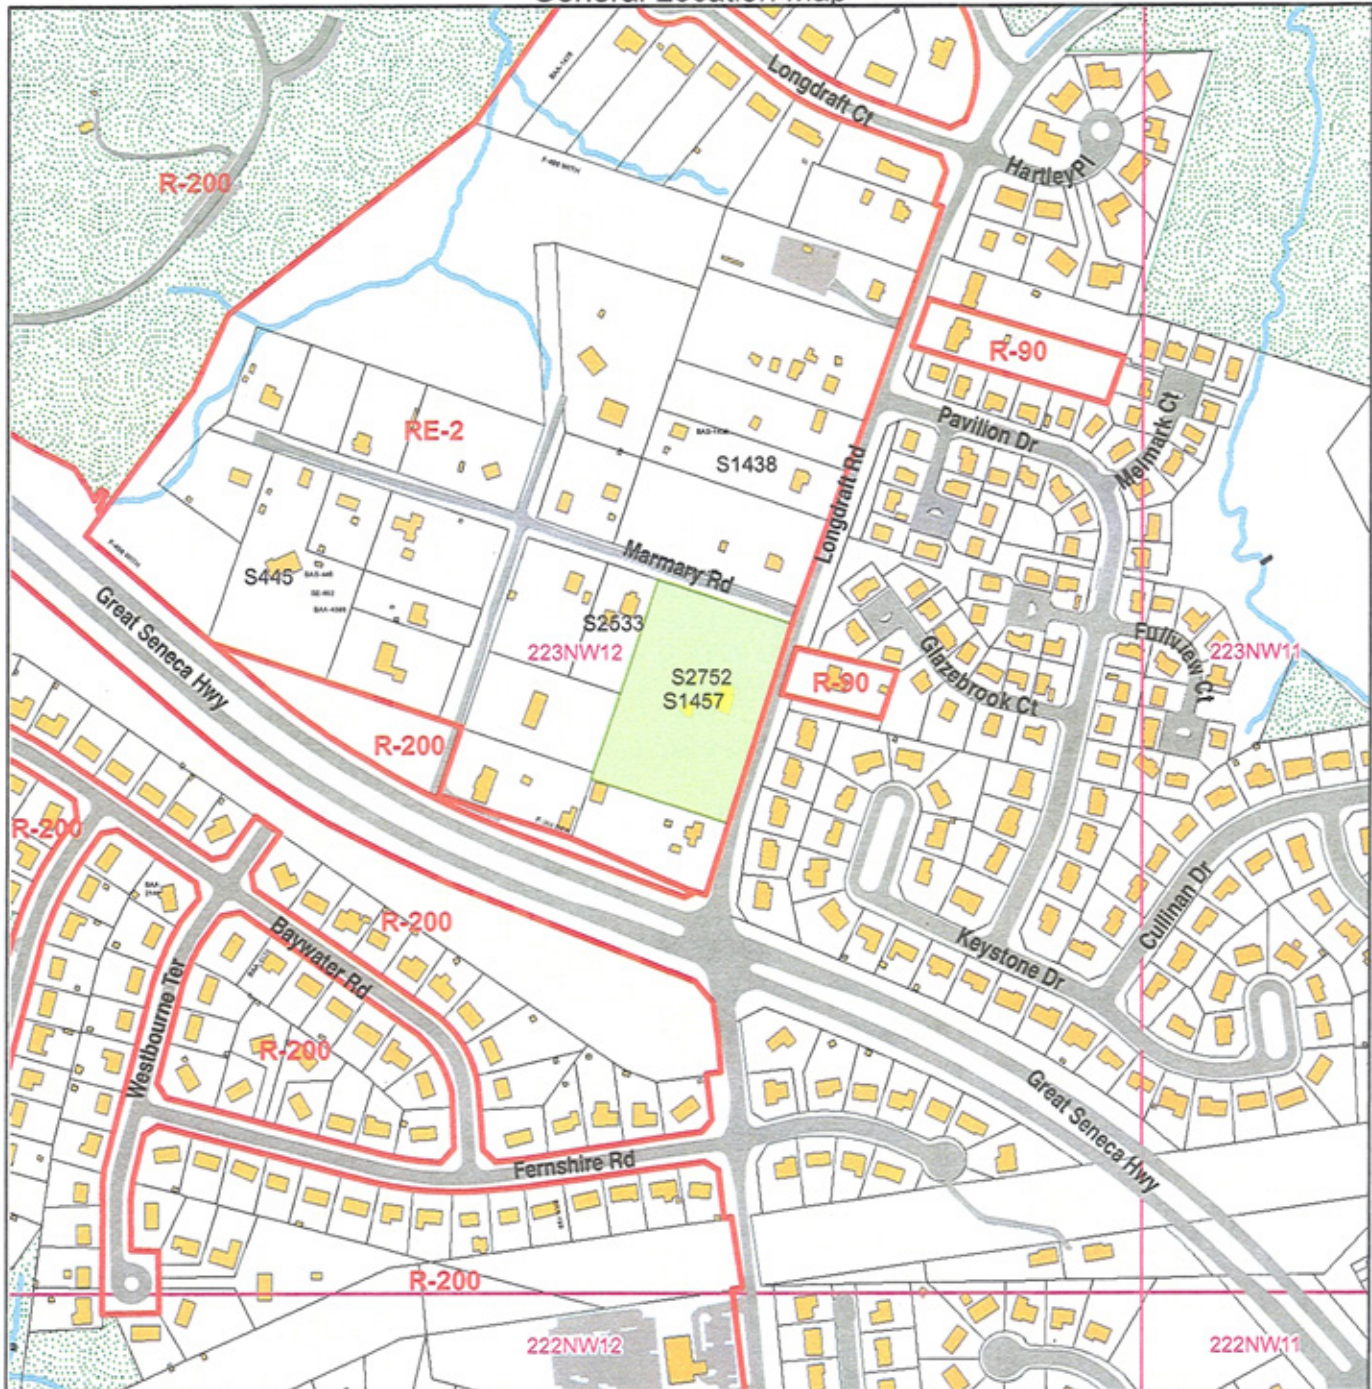 General Location Map
Longdraft Ct
Hartley Pl
R-200
R-90
Pavilion Dr
Melmark Ct
RE-2
S1438
Longdraft Rd
Marmary Rd
S445
S2533
223NW12
S2752
S1457
R-90
Glazebrook Ct
Fullview Ct
223NW11
Great Seneca Hwy
R-200
R-200
R-200
Baywater Rd
Westbourne Ter
R-200
Keystone Dr
Cullinan Dr
Great Seneca Hwy
Fernshire Rd
R-200
222NW12
222NW11